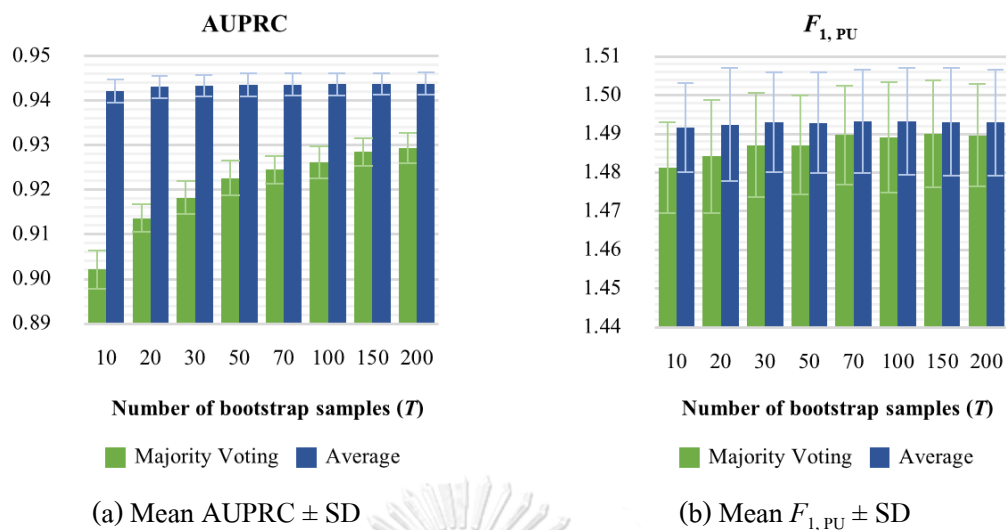 AUPRC
0.95
0.94
0.93
0.92
0.91
0.90
0.89
10 20 30 50 70 100 150 200
Number of bootstrap samples (T)
Majority Voting Average
(a) Mean AUPRC ± SD
F1, PU
1.51
1.50
1.49
1.48
1.47
1.46
1.45
1.44
10 20 30 50 70 100 150 200
Number of bootstrap samples (T)
Majority Voting Average
(b) Mean F1, PU ± SD